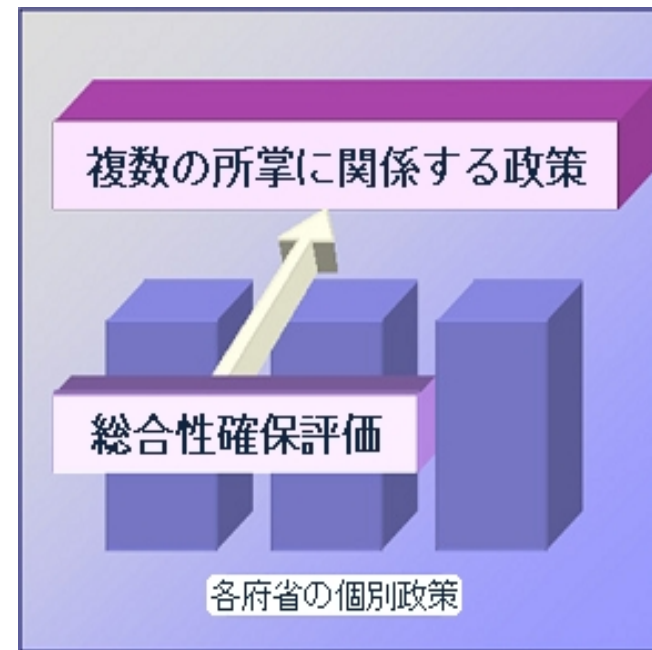 複数の所掌に関係する政策
総合性確保評価
各府省の個別政策